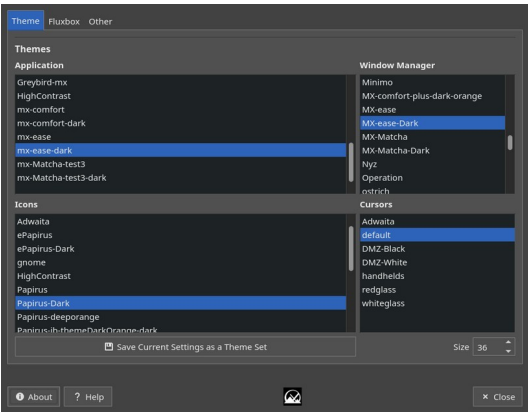 Theme Fluxbox Other
Themes
Application
Greybird-mx
HighContrast
mx-comfort
mx-comfort-dark
mx-ease
mx-ease-dark
mx-Matcha-test3
mx-Matcha-test3-dark
Window Manager
Minimo
MX-comfort-plus-dark-orange
MX-ease
MX-ease-Dark
MX-Matcha
MX-Matcha-Dark
Nyz
Operation
ostrich
Icons
Adwaita
ePapirus
ePapirus-Dark
gnome
HighContrast
Papirus
Papirus-Dark
Papirus-deeporange
Papirus-jb-themeDarkOrange-dark
Cursors
Adwaita
default
DMZ-Black
DMZ-White
handhelds
redglass
whiteglass
Save Current Settings as a Theme Set
Size 36
About ? Help × Close